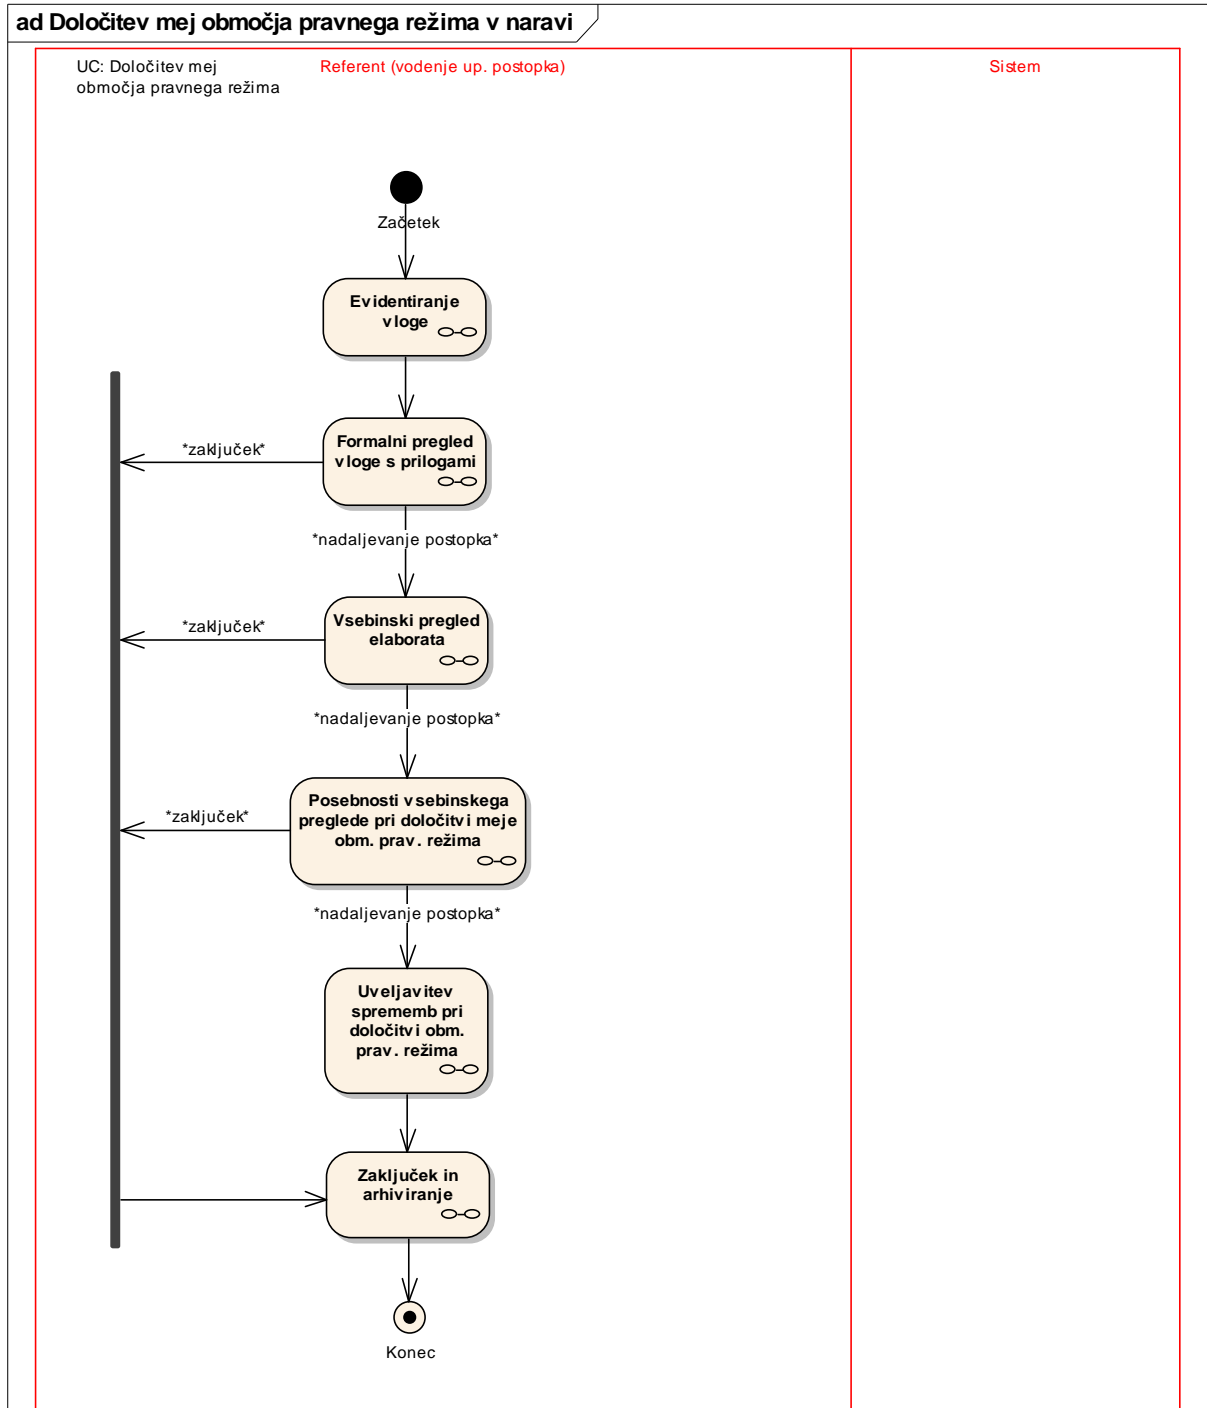 ad Določitev mej območja pravnega režima v naravi
UC: Določitev mej
območja pravnega režima
Referent (vodenje up. postopka)
Sistem
Začetek
Evidentiranje
vloge
Formalni pregled
vloge s prilogami
*zaključek*
*nadaljevanje postopka*
Vsebinski pregled
elaborata
*zaključek*
*nadaljevanje postopka*
Posebnosti vsebinskega
preglede pri določitvi meje
obm. prav. režima
*zaključek*
*nadaljevanje postopka*
Uveljavitev
sprememb pri
določitvi obm.
prav. režima
Zaključek in
arhiviranje
Konec